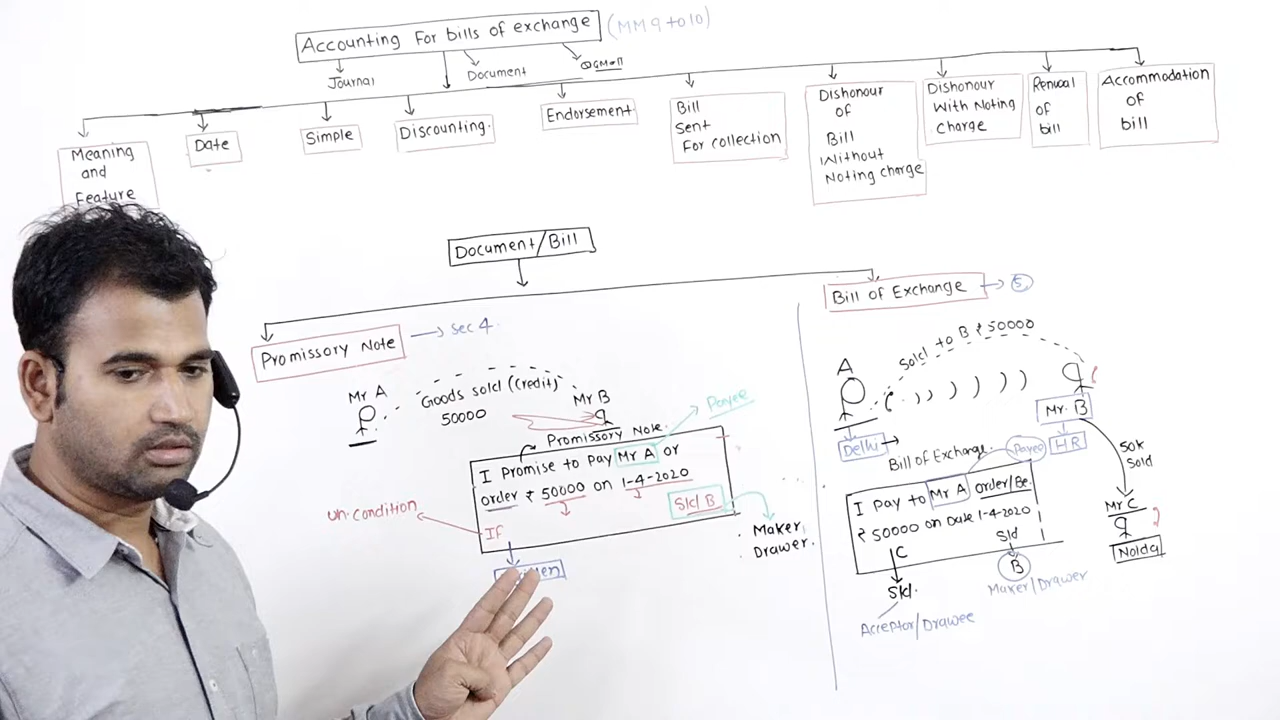 Accounting For bills of exchange (MM 9 to 10)
Journal
Document
Meaning
and
Feature
Date
Simple
Discounting.
Endorsement
Bill
Sent
For collection
Dishonour
of
Bill
Without
Noting charge
Dishonour
With Noting
Charge
Renual
of
bill
Accommodation
of
bill
Document/Bill
Promissory Note
Sec 4
Mr A
Goods sold (credit)
50000
Mr B
Promissory Note.
Payee
I Promise to pay Mr A or
order ₹ 50000 on 1-4-2020
Sd B
If
un.condition
Maker
Drawer.
Bill of Exchange
5
A
Sold to B ₹50000
Mr. B
Delhi
HR
50k
Sold
Bill of Exchange.
Payee
I Pay to Mr A order/Be.
₹ 50000 on Date 1-4-2020
C
Sd
Sd.
B
Acceptor/Drawee
Maker/Drawer
Mr C
Noida